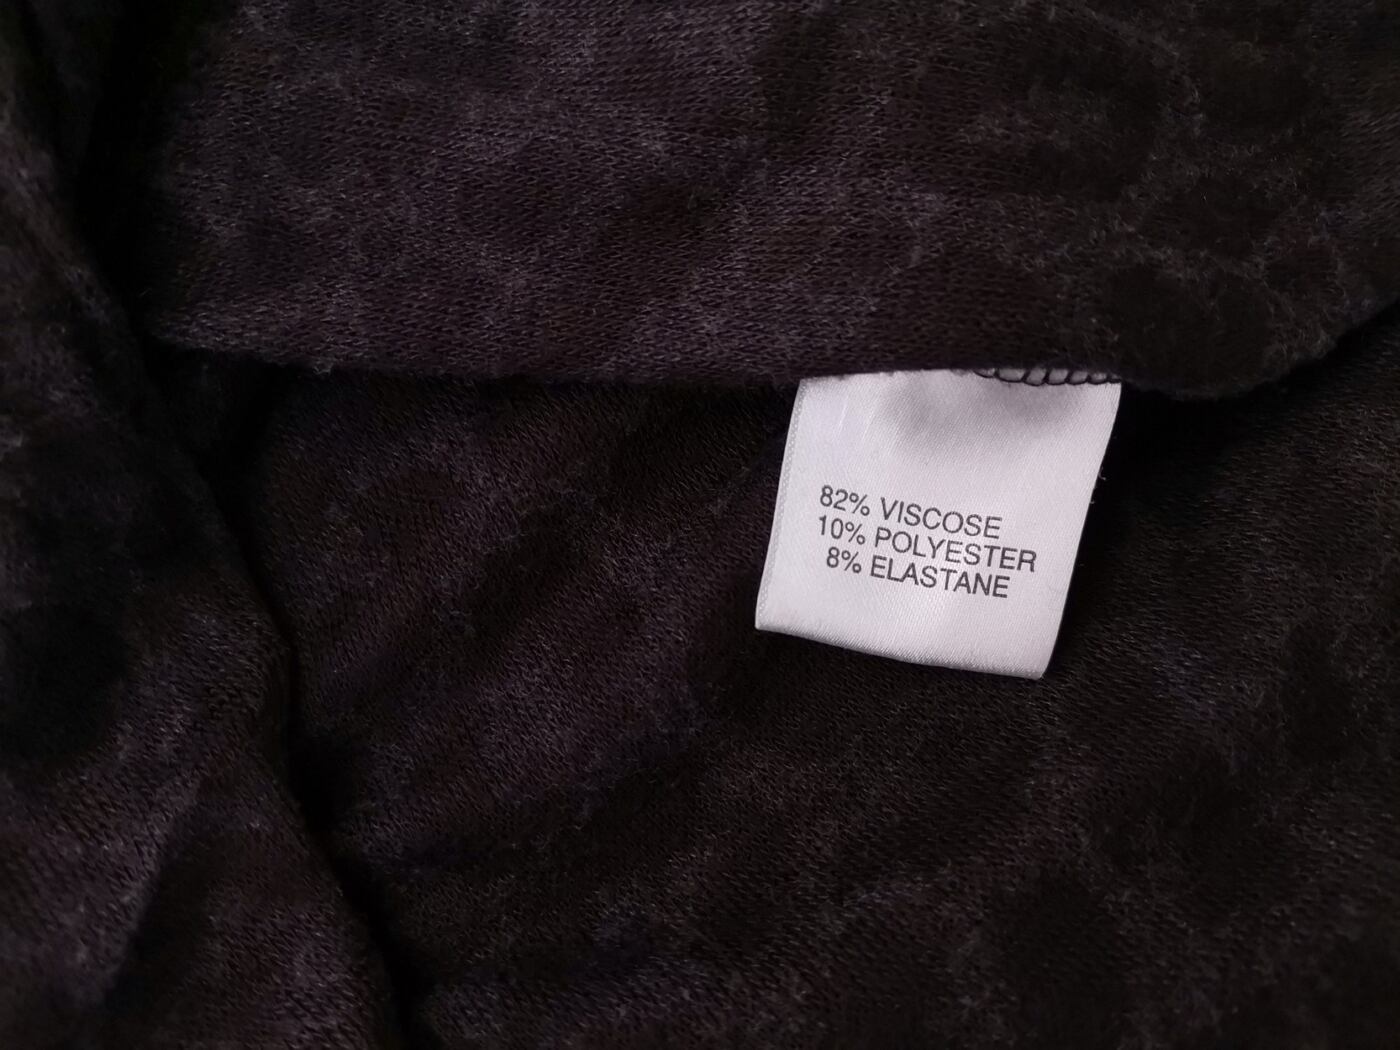 82% VISCOSE
10% POLYESTER
8% ELASTANE